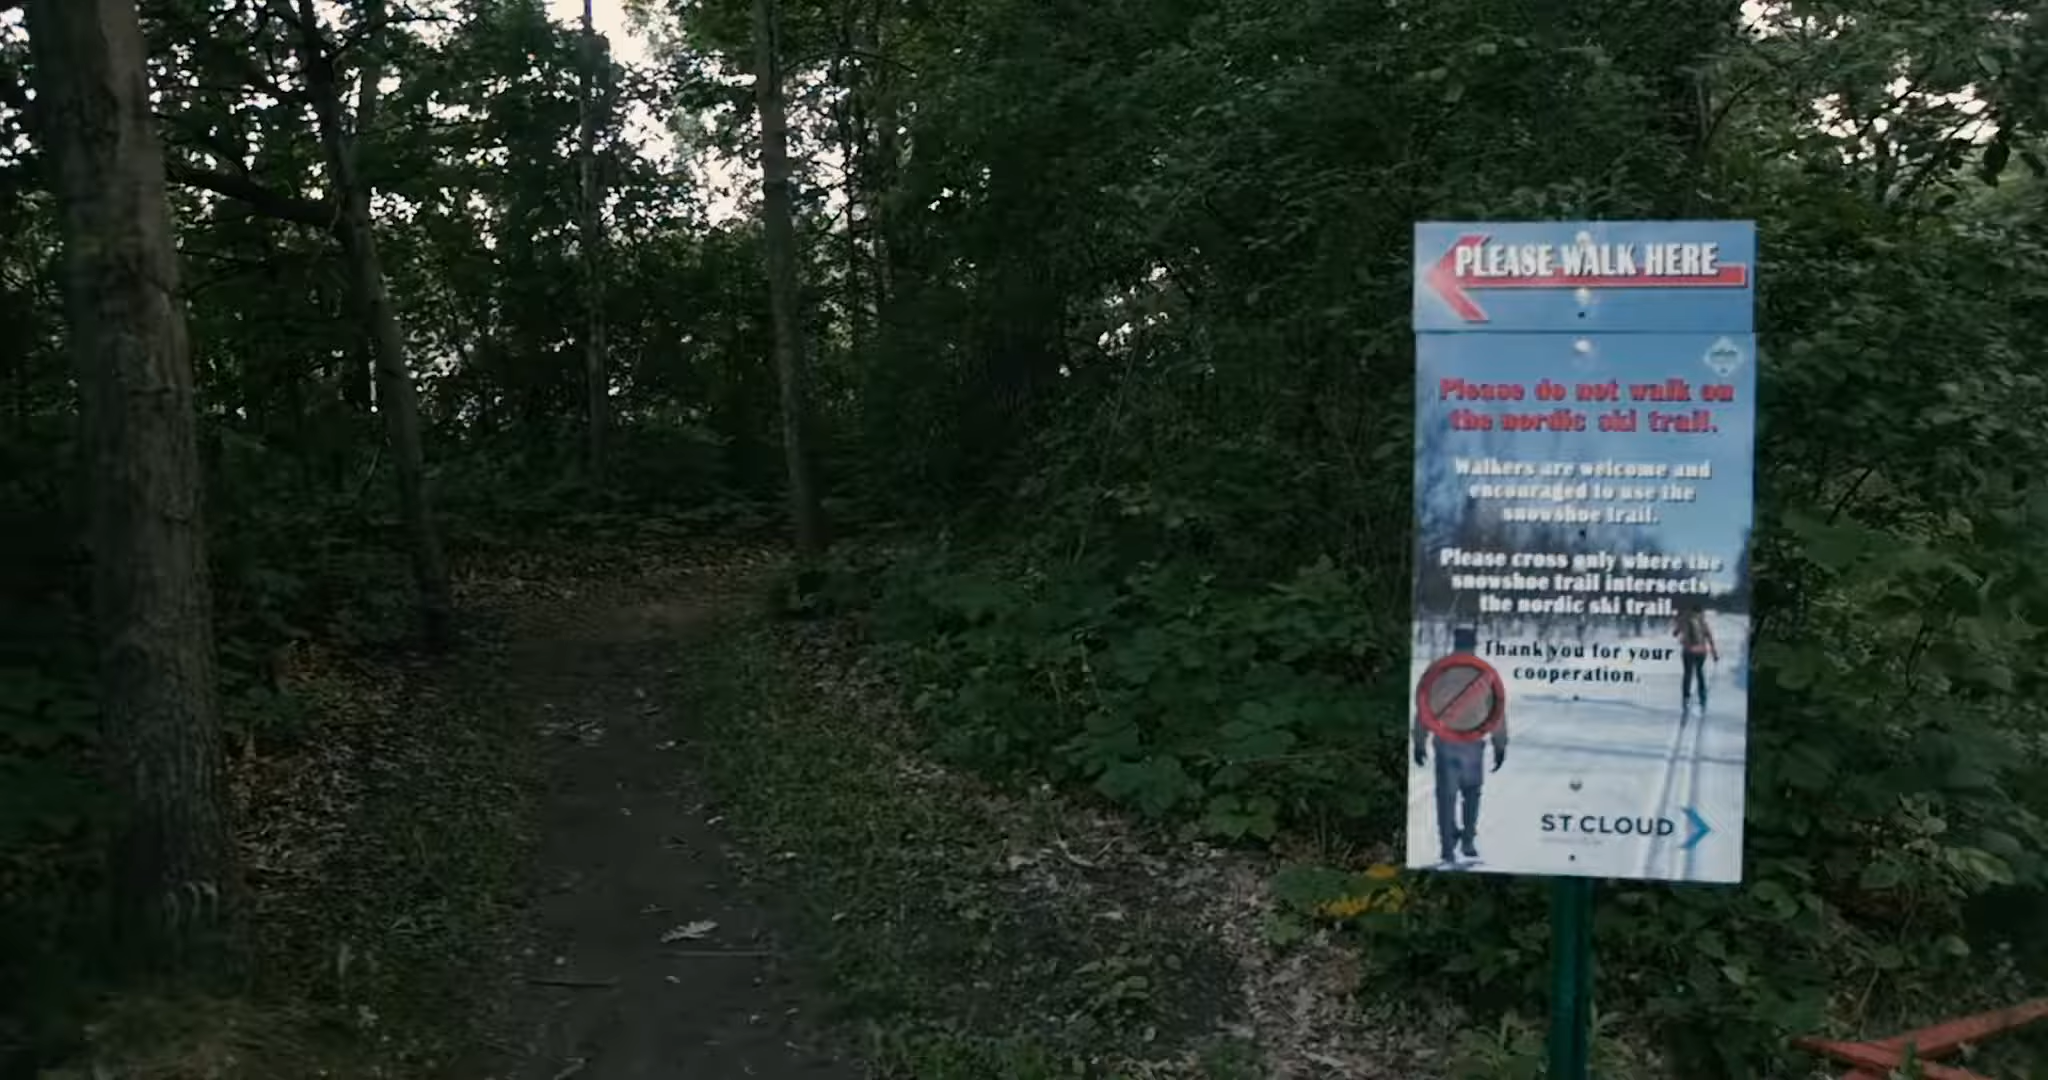 PLEASE WALK HERE
Please do not walk on
the nordic ski trail.
Walkers are welcome and
encouraged to use the
snowshoe trail.
Please cross only where the
snowshoe trail intersects
the nordic ski trail.
Thank you for your
cooperation.
ST. CLOUD